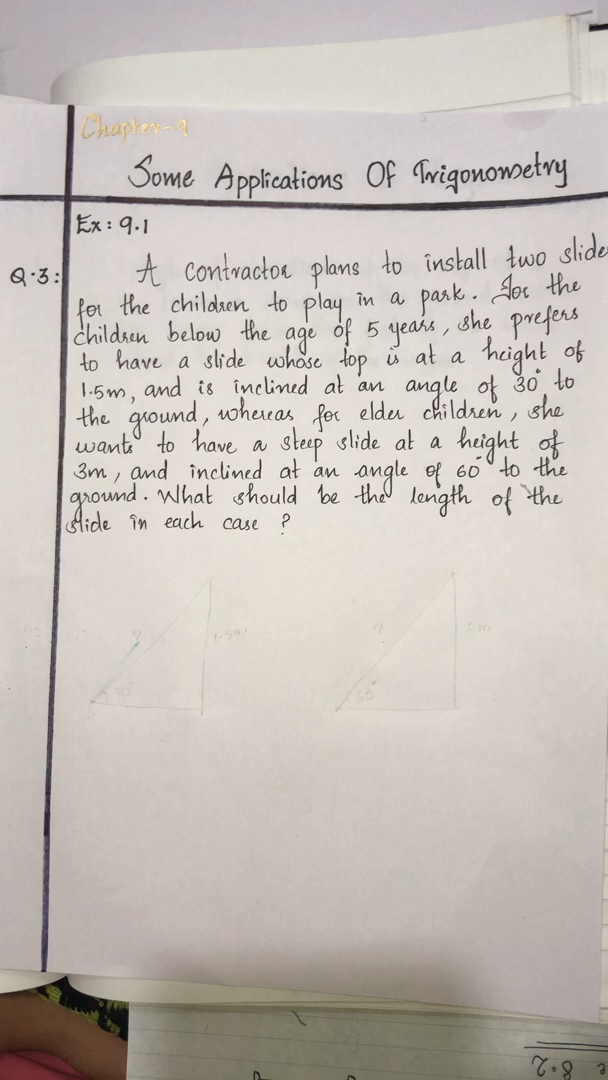 Chapter-9
Some Applications Of Trigonometry
Ex: 9.1
Q.3: A contractor plans to install two slide
for the children to play in a park. For the
children below the age of 5 years, she prefers
to have a slide whose top is at a height of
1.5m, and is inclined at an angle of 30° to
the ground, whereas for elder children, she
wants to have a steep slide at a height of
3m, and inclined at an angle of 60° to the
ground. What should be the length of the
slide in each case ?
? 1.5m ? 3m
30° 60°
8.2